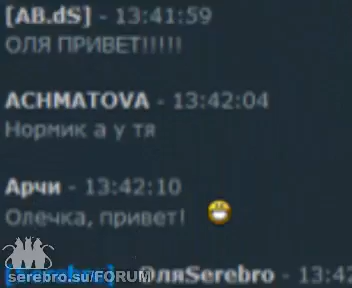 [AB.dS] - 13:41:59
ОЛЯ ПРИВЕТ!!!!!
ACHMATOVA - 13:42:04
Нормик а у тя
Арчи - 13:42:10
Олечка, привет!
ОляSerebro - 13:42
serebro.su/FORUM